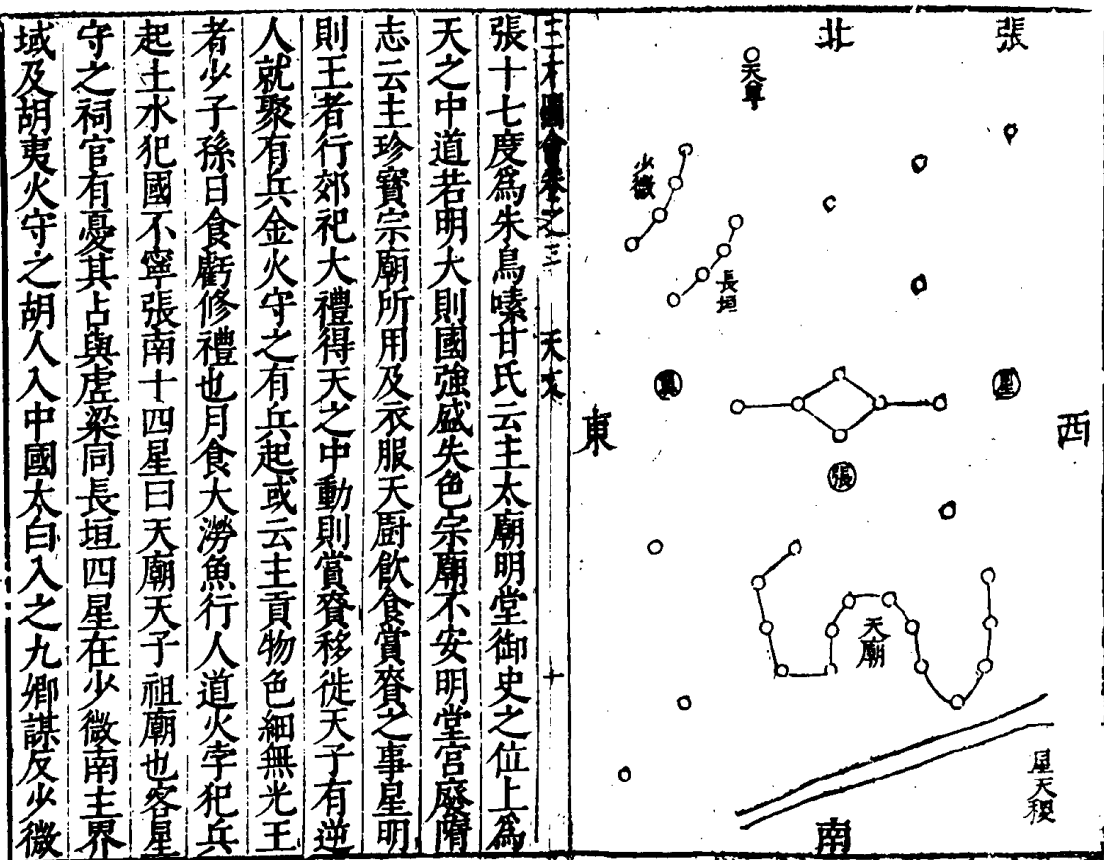 張
北
天尊
少微
長垣
翼
星
東
西
張
天廟
星天稷
南
三才圖會卷之三 天文 十
張十七度爲朱鳥嗉甘氏云主太廟明堂御史之位上爲
天之中道若明大則國強盛失色宗廟不安明堂宮廢隋
志云主珍寳宗廟所用及衣服天厨飲食賞賚之事星明
則王者行郊祀大禮得天之中動則賞賚移徙天子有逆
人就聚有兵金火守之有兵起或云主貢物色細無光王
者少子孫日食虧修禮也月食大澇魚行人道火孛犯兵
起土水犯國不寧張南十四星曰天廟天子祖廟也客星
守之祠官有憂其占與虛梁同長垣四星在少微南主界
域及胡夷火守之胡人入中國太白入之九卿謀反少微